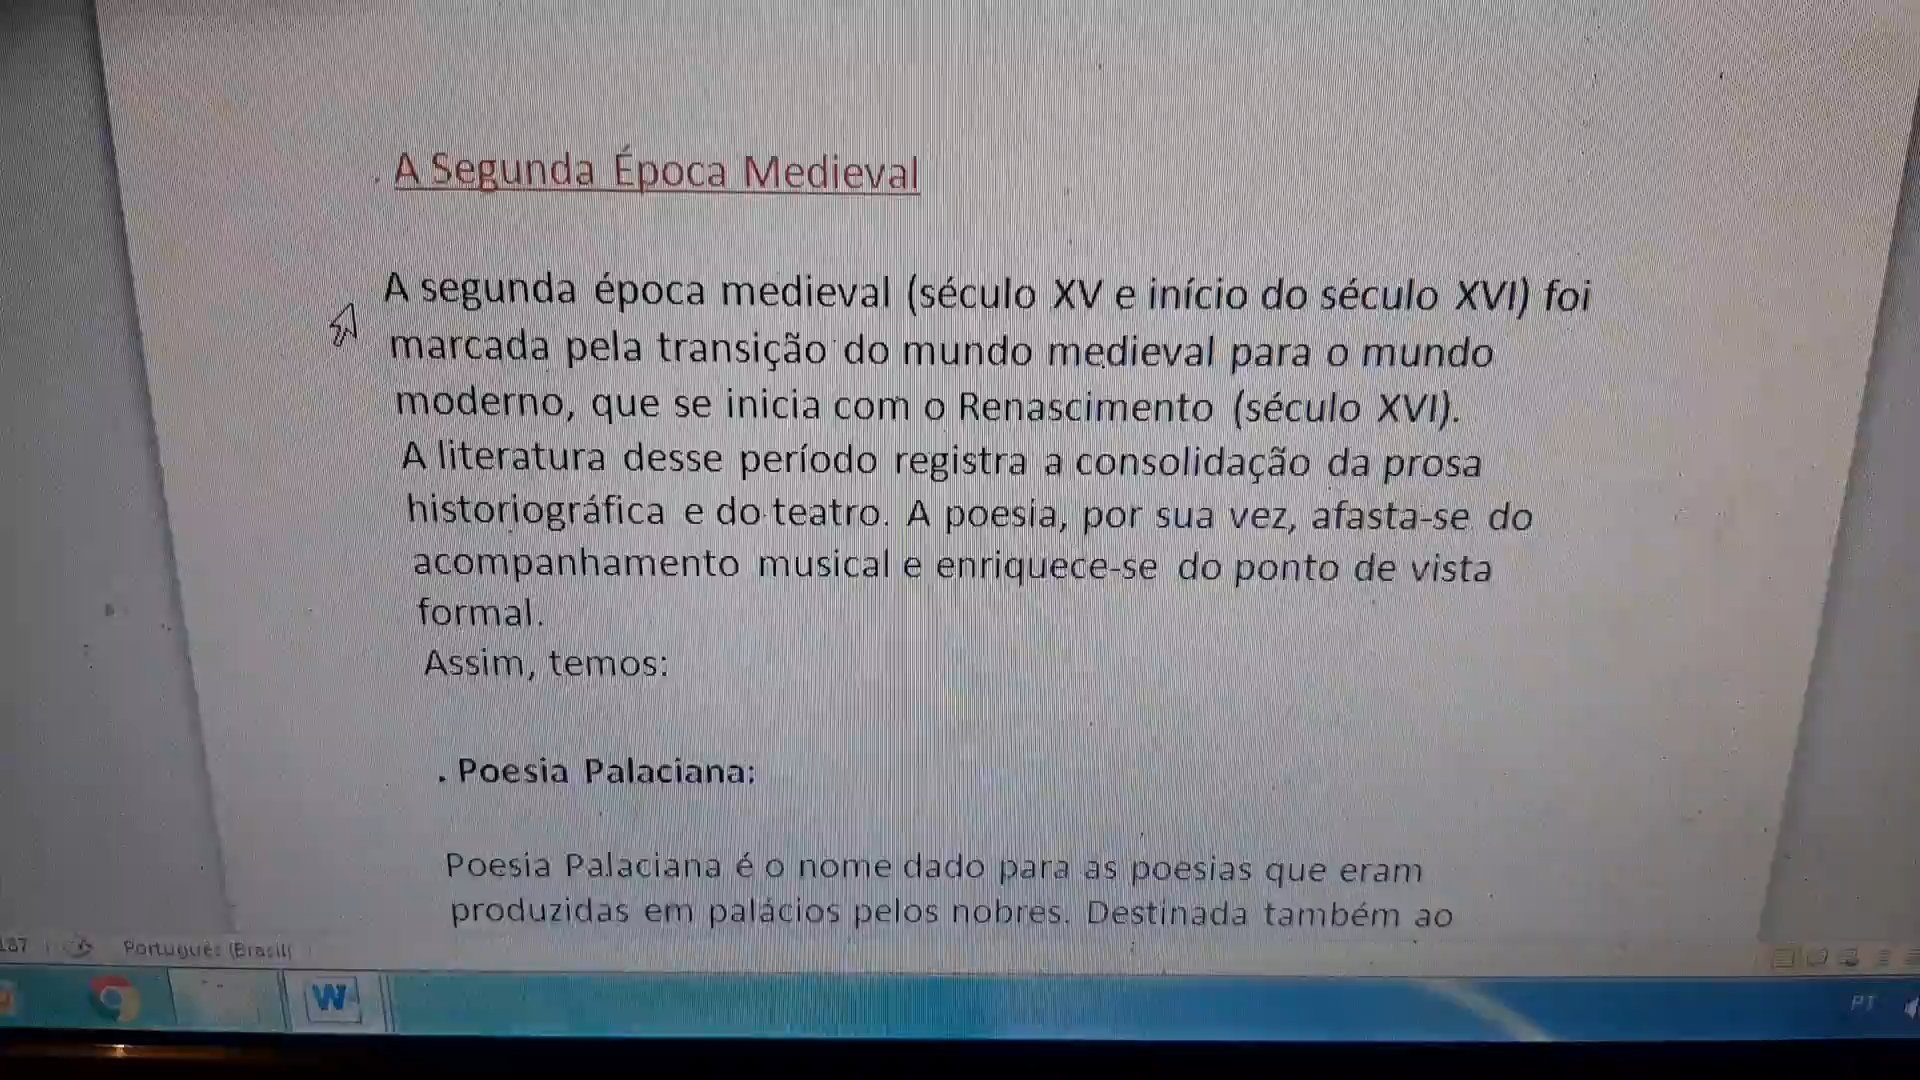 . A Segunda Época Medieval
A segunda época medieval (século XV e início do século XVI) foi
marcada pela transição do mundo medieval para o mundo
moderno, que se inicia com o Renascimento (século XVI).
A literatura desse período registra a consolidação da prosa
historiográfica e do teatro. A poesia, por sua vez, afasta-se do
acompanhamento musical e enriquece-se do ponto de vista
formal.
Assim, temos:
. Poesia Palaciana:
Poesia Palaciana é o nome dado para as poesias que eram
produzidas em palácios pelos nobres. Destinada também ao
187 Português (Brasil)
W
PT